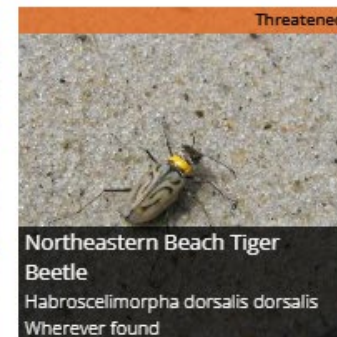 Threatened
Northeastern Beach Tiger
Beetle
Habroscelimorpha dorsalis dorsalis
Wherever found